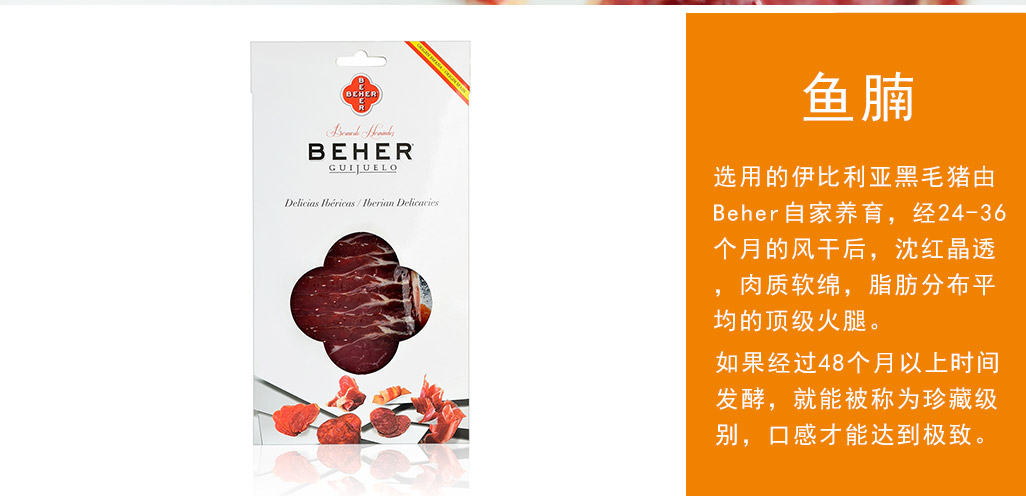 BEHER
BEHER
Bernardo Hernández
BEHER
GUIJUELO
Delicias Ibéricas / Iberian Delicacies
鱼腩
选用的伊比利亚黑毛猪由
Beher自家养育，经24-36
个月的风干后，沈红晶透
，肉质软绵，脂肪分布平
均的顶级火腿。
如果经过48个月以上时间
发酵，就能被称为珍藏级
别，口感才能达到极致。